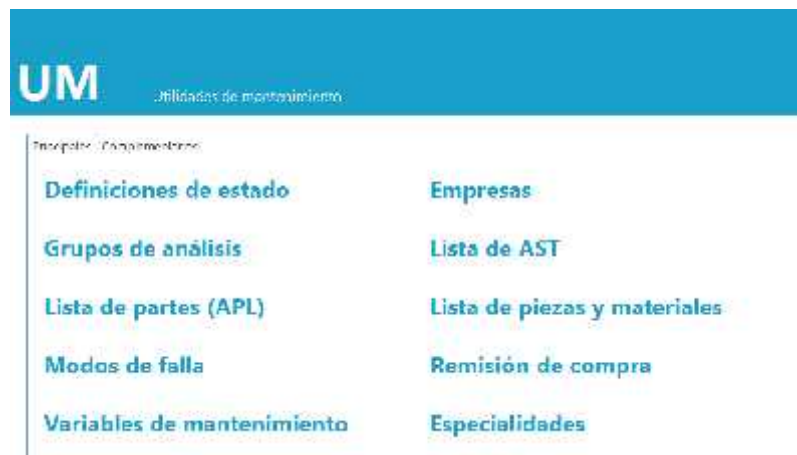 UM
Utilidades de mantenimiento
Principales Complementarios
Definiciones de estado
Empresas
Grupos de análisis
Lista de AST
Lista de partes (APL)
Lista de piezas y materiales
Modos de falla
Remisión de compra
Variables de mantenimiento
Especialidades